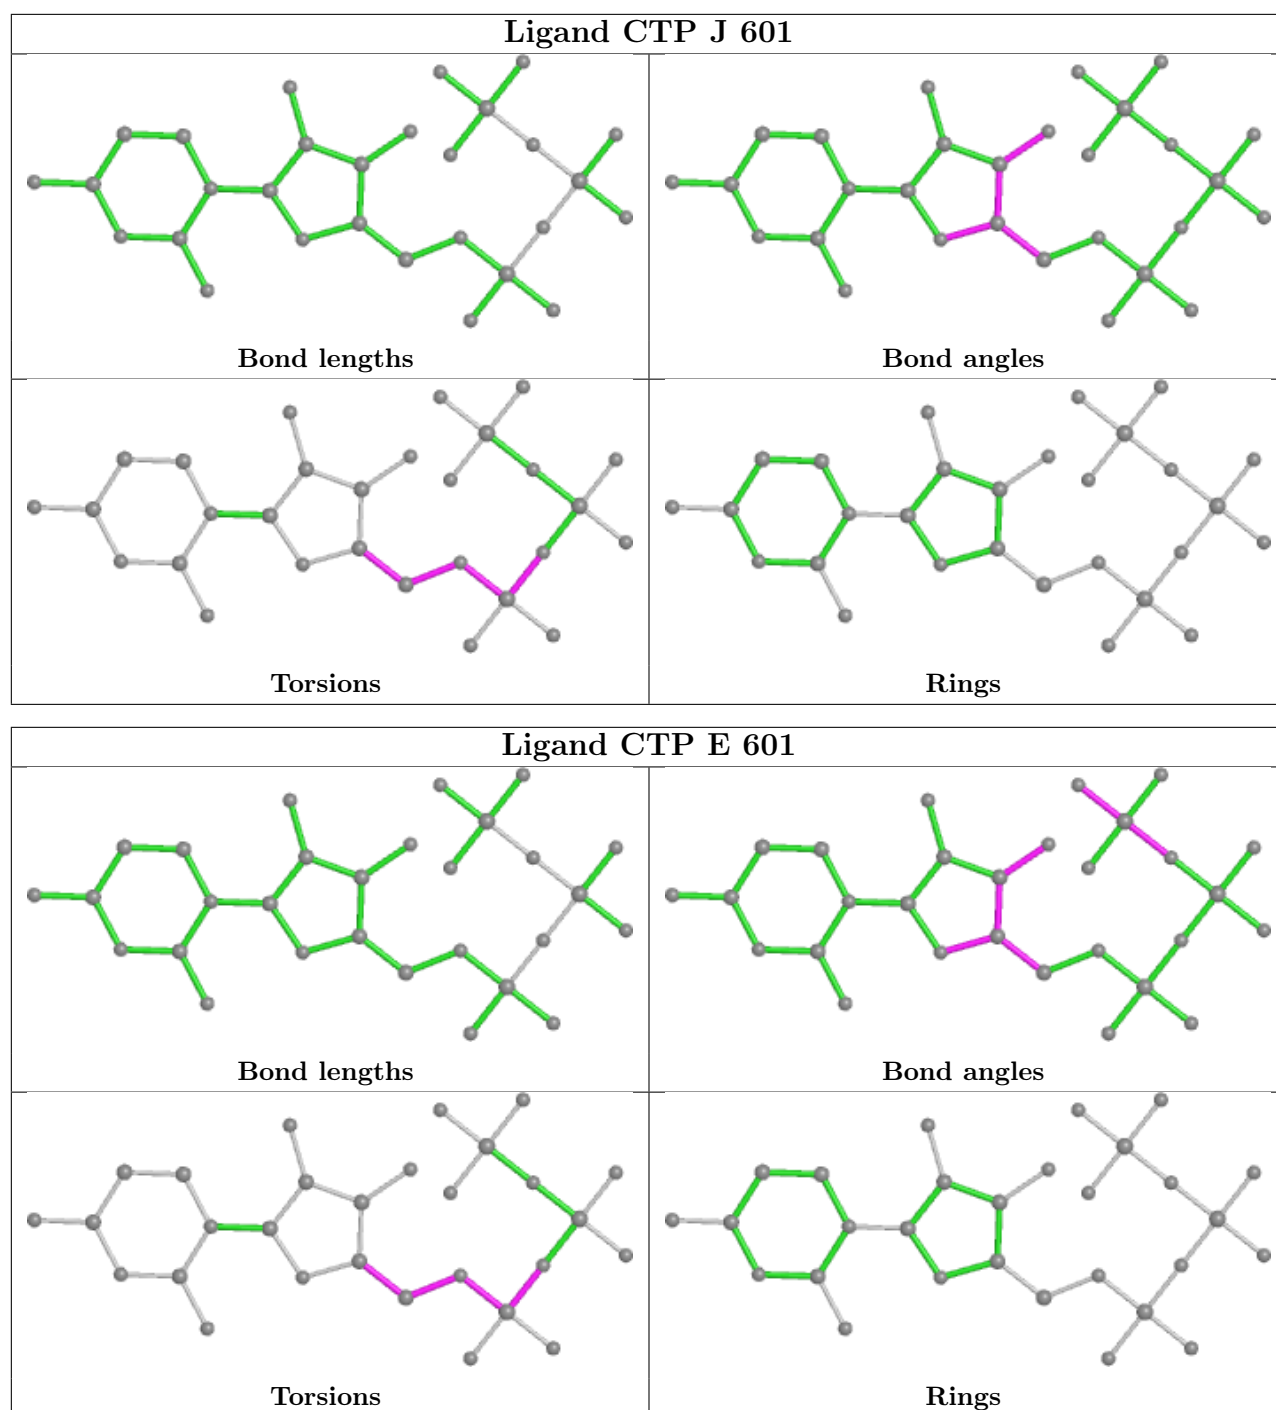 Ligand CTP J 601
Bond lengths
Bond angles
Torsions
Rings
Ligand CTP E 601
Bond lengths
Bond angles
Torsions
Rings